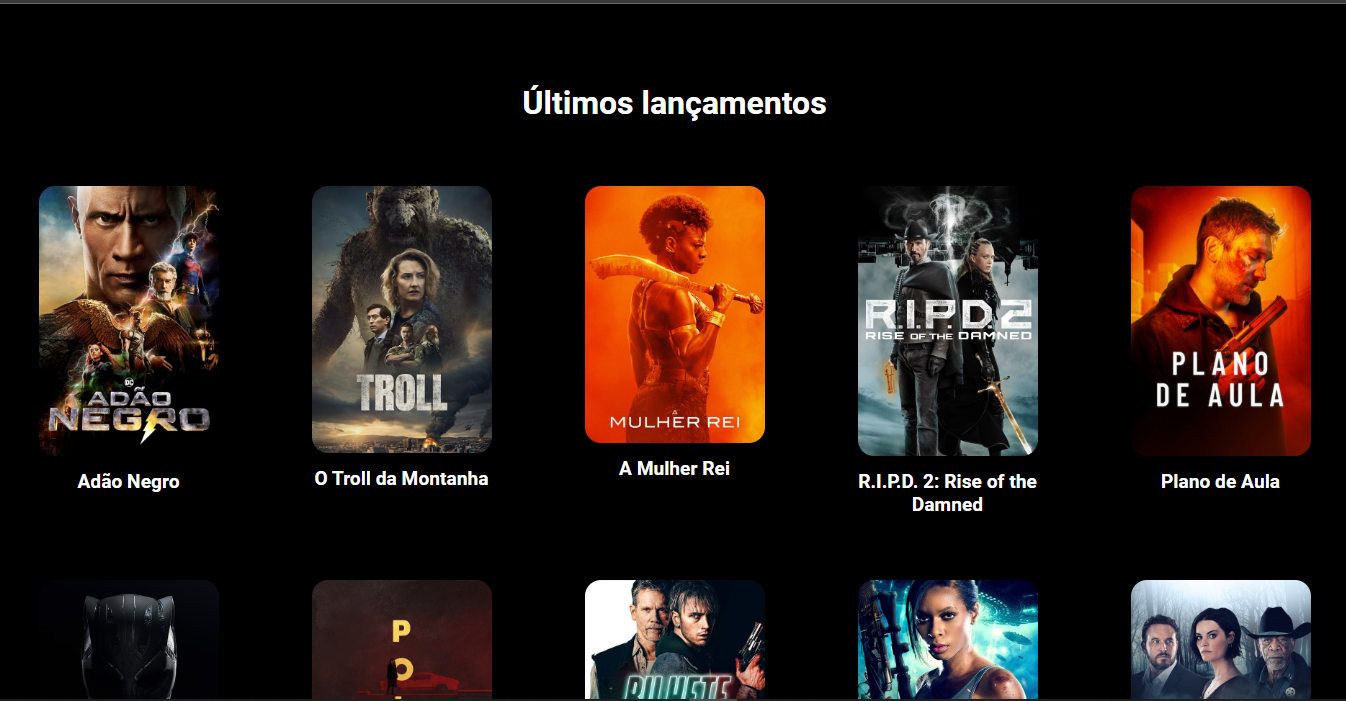 Últimos lançamentos
DC
ADÃO
NEGRO
TROLL
A
MULHER REI
R.I.P.D. 2
RISE OF THE DAMNED
PLANO
DE AULA
Adão Negro
O Troll da Montanha
A Mulher Rei
R.I.P.D. 2: Rise of the
Damned
Plano de Aula
P
O
BILHETE